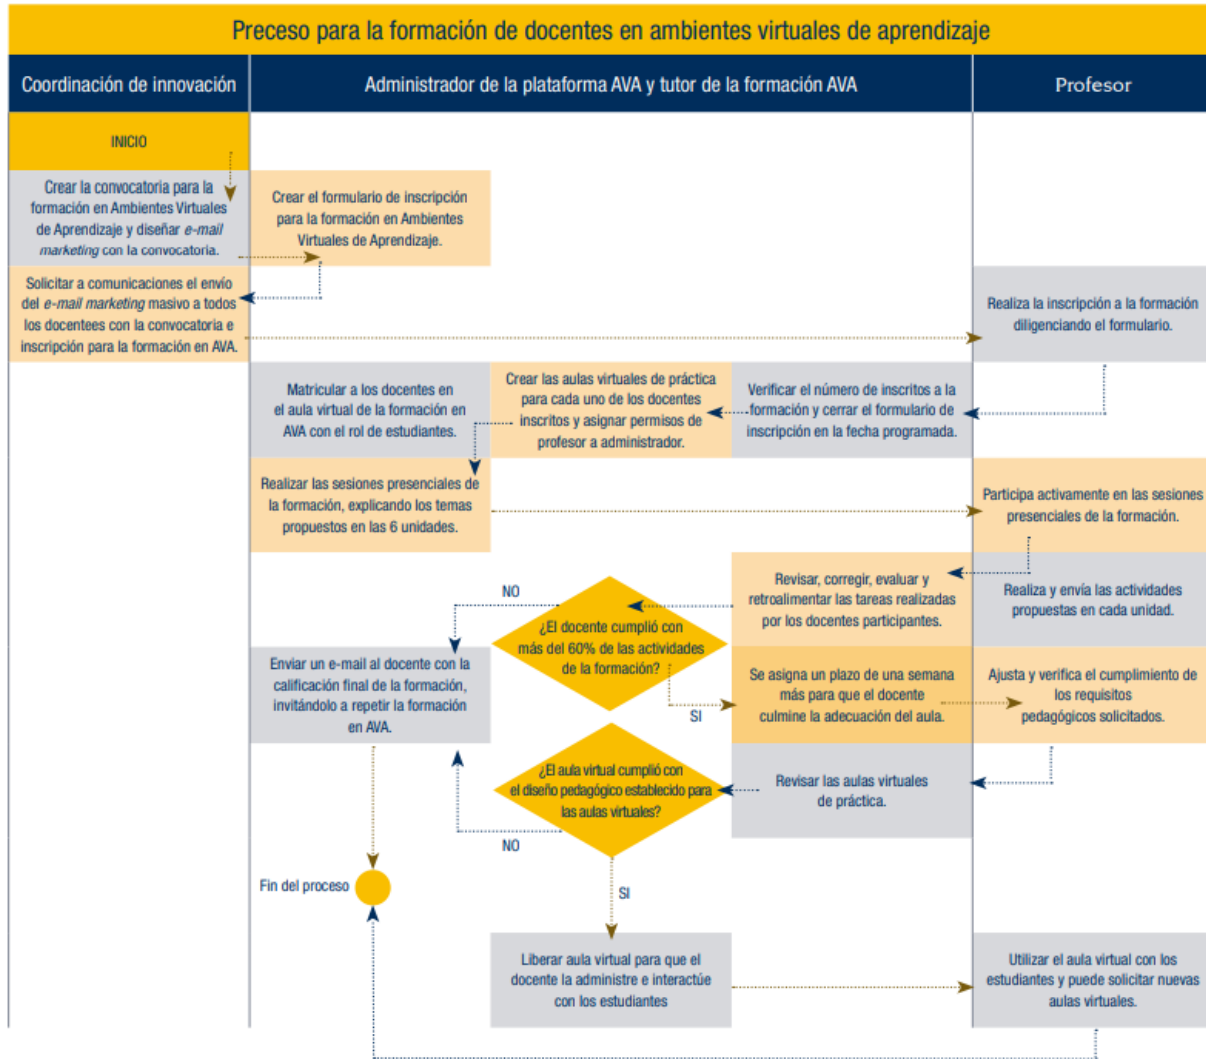 Preceso para la formación de docentes en ambientes virtuales de aprendizaje
Coordinación de innovación
Administrador de la plataforma AVA y tutor de la formación AVA
Profesor
INICIO
Crear la convocatoria para la
formación en Ambientes Virtuales
de Aprendizaje y diseñar e-mail
marketing con la convocatoria.
Crear el formulario de inscripción
para la formación en Ambientes
Virtuales de Aprendizaje.
Solicitar a comunicaciones el envío
del e-mail marketing masivo a todos
los docentees con la convocatoria e
inscripción para la formación en AVA.
Realiza la inscripción a la formación
diligenciando el formulario.
Matricular a los docentes en
el aula virtual de la formación en
AVA con el rol de estudiantes.
Crear las aulas virtuales de práctica
para cada uno de los docentes
inscritos y asignar permisos de
profesor a administrador.
Verificar el número de inscritos a la
formación y cerrar el formulario de
inscripción en la fecha programada.
Realizar las sesiones presenciales de
la formación, explicando los temas
propuestos en las 6 unidades.
Participa activamente en las sesiones
presenciales de la formación.
NO
¿El docente cumplió con
más del 60% de las actividades
de la formación?
SI
Revisar, corregir, evaluar y
retroalimentar las tareas realizadas
por los docentes participantes.
Realiza y envía las actividades
propuestas en cada unidad.
Enviar un e-mail al docente con la
calificación final de la formación,
invitándolo a repetir la formación
en AVA.
Se asigna un plazo de una semana
más para que el docente
culmine la adecuación del aula.
Ajusta y verifica el cumplimiento de
los requisitos
pedagógicos solicitados.
¿El aula virtual cumplió con
el diseño pedagógico establecido para
las aulas virtuales?
NO
Revisar las aulas virtuales
de práctica.
Fin del proceso
SI
Liberar aula virtual para que el
docente la administre e interactúe
con los estudiantes
Utilizar el aula virtual con los
estudiantes y puede solicitar nuevas
aulas virtuales.